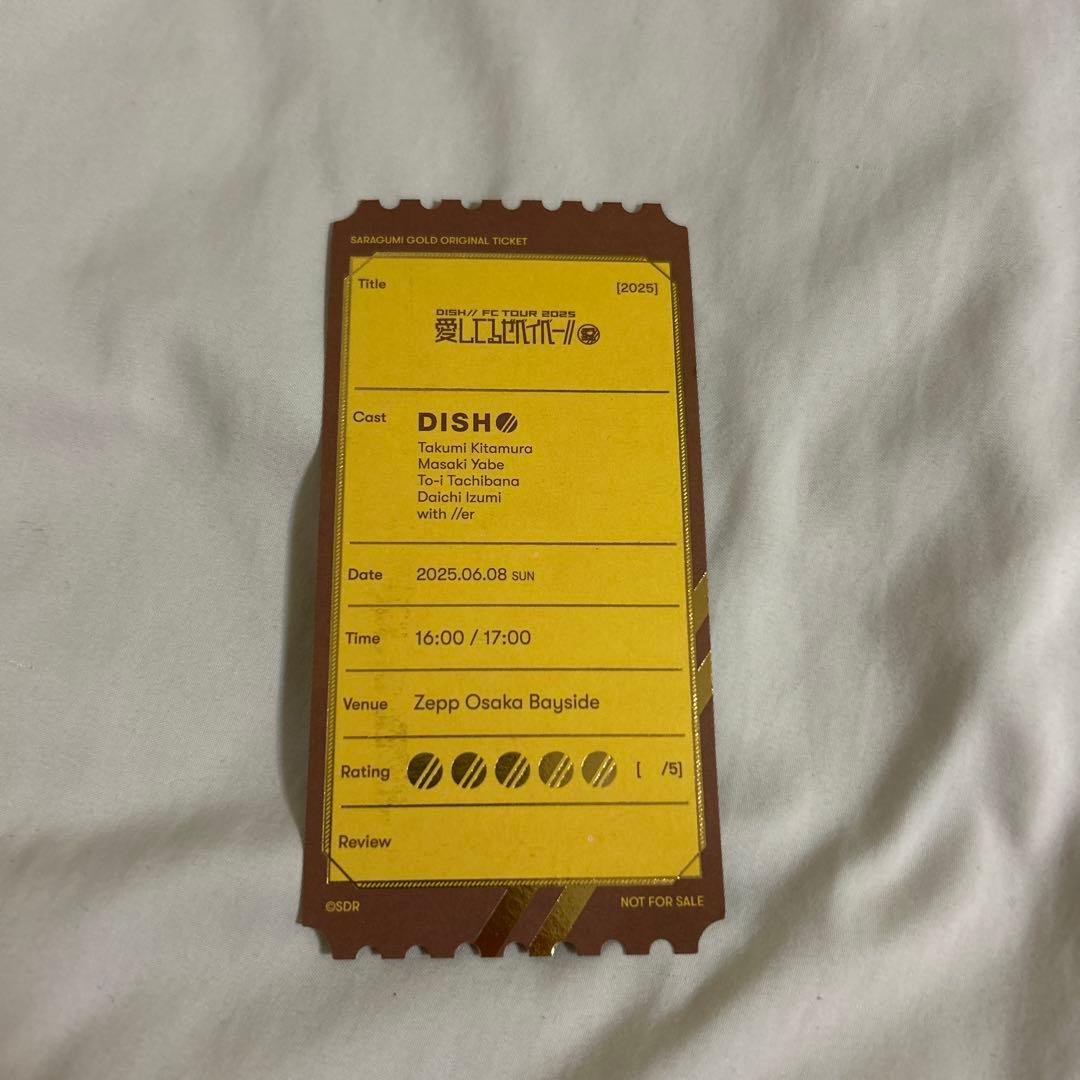 SARAGUMI GOLD ORIGINAL TICKET
Title [2025]
DISH// FC TOUR 2025
愛してるぜベイベー//
Cast DISH//
Takumi Kitamura
Masaki Yabe
To-i Tachibana
Daichi Izumi
with //er
Date 2025.06.08 SUN
Time 16:00 / 17:00
Venue Zepp Osaka Bayside
Rating [ /5]
Review
©SDR NOT FOR SALE